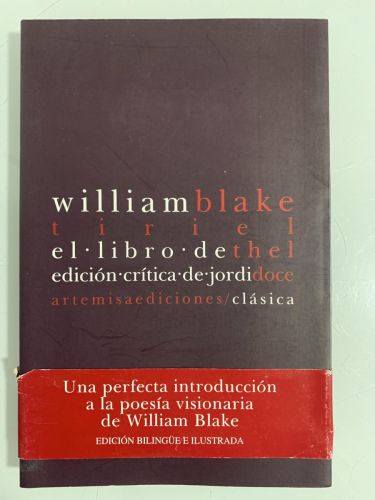 williamblake
tiriel
el·libro·dethel
edición·crítica·de·jordidoce
artemisaediciones/clásica
Una perfecta introducción
a la poesía visionaria
de William Blake
EDICIÓN BILINGÜE/E ILUSTRADA